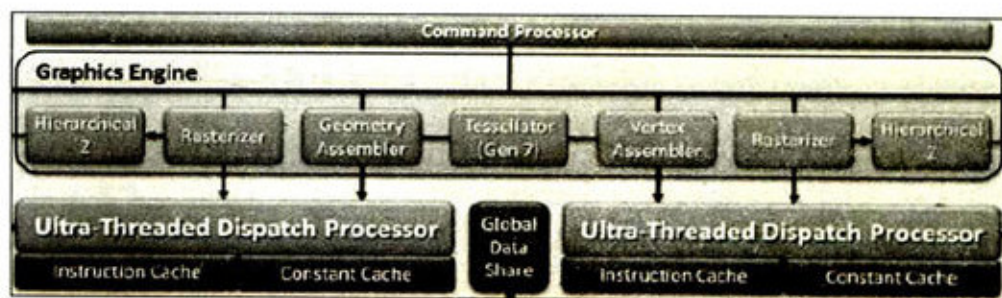 Command Processor
Graphics Engine
Hierarchical
Z
Rasterizer
Geometry
Assembler
Tessellator
(Gen 7)
Vertex
Assembler
Rasterizer
Hierarchical
Z
Ultra-Threaded Dispatch Processor
Instruction Cache
Constant Cache
Global
Data
Share
Ultra-Threaded Dispatch Processor
Instruction Cache
Constant Cache